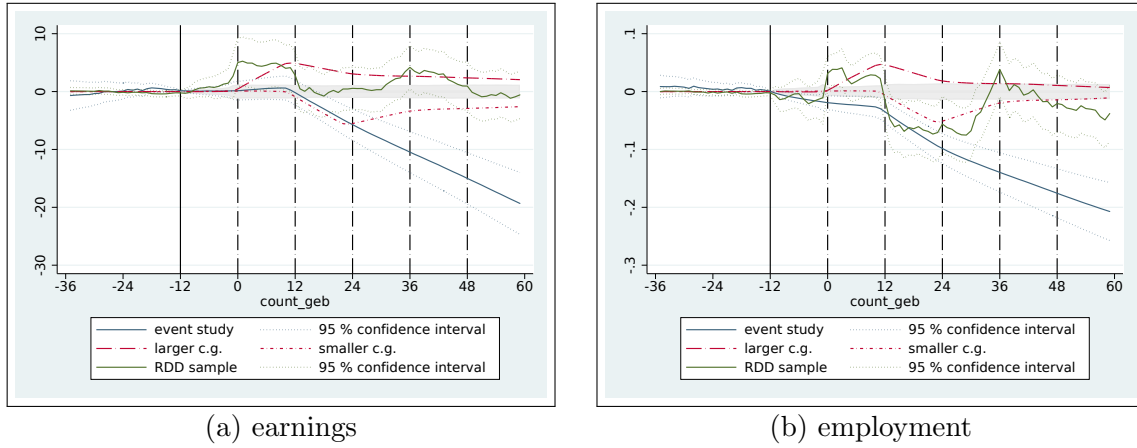 10
0
-10
-20
-30
-36
-24
-12
0
12
24
36
48
60
count_geb
event study
95 % confidence interval
larger c.g.
smaller c.g.
RDD sample
95 % confidence interval
(a) earnings
.1
0
-.1
-.2
-.3
-36
-24
-12
0
12
24
36
48
60
count_geb
event study
95 % confidence interval
larger c.g.
smaller c.g.
RDD sample
95 % confidence interval
(b) employment